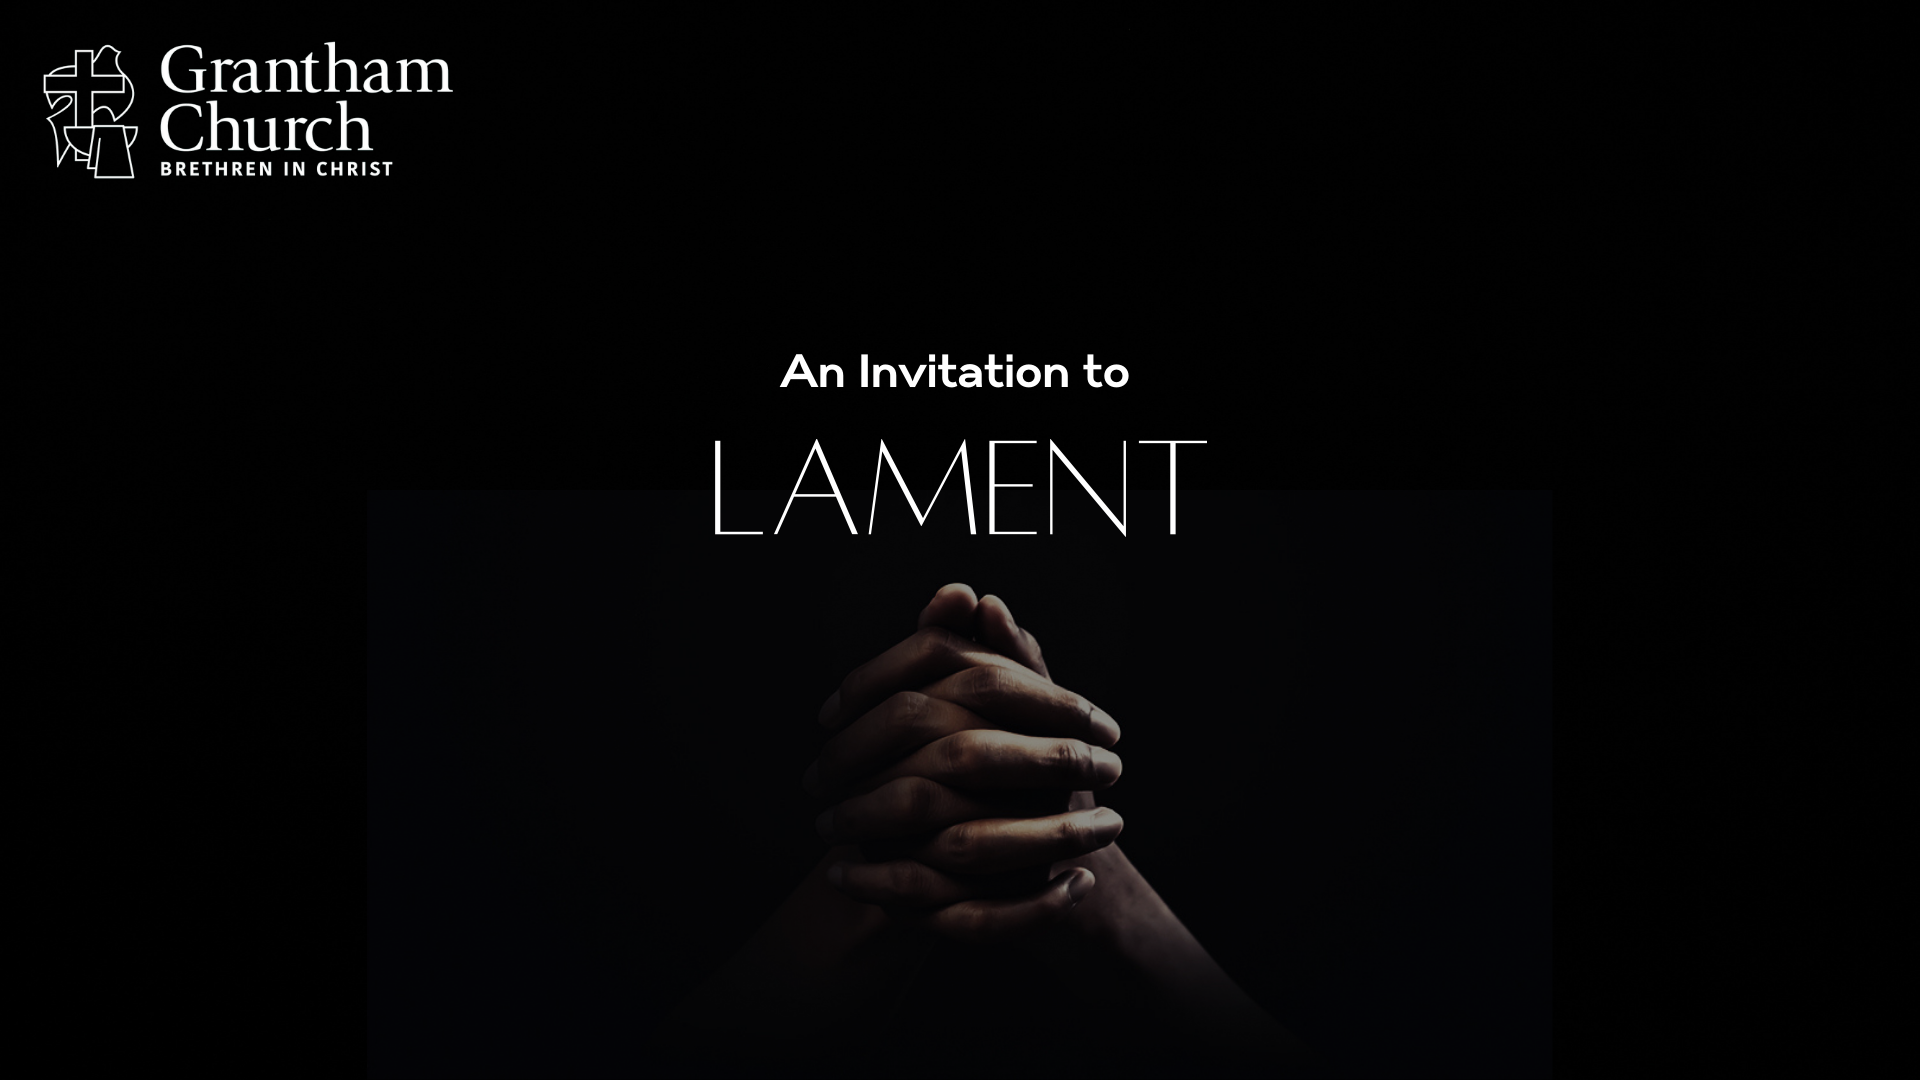 Grantham
Church
BRETHREN IN CHRIST
An Invitation to
LAMENT